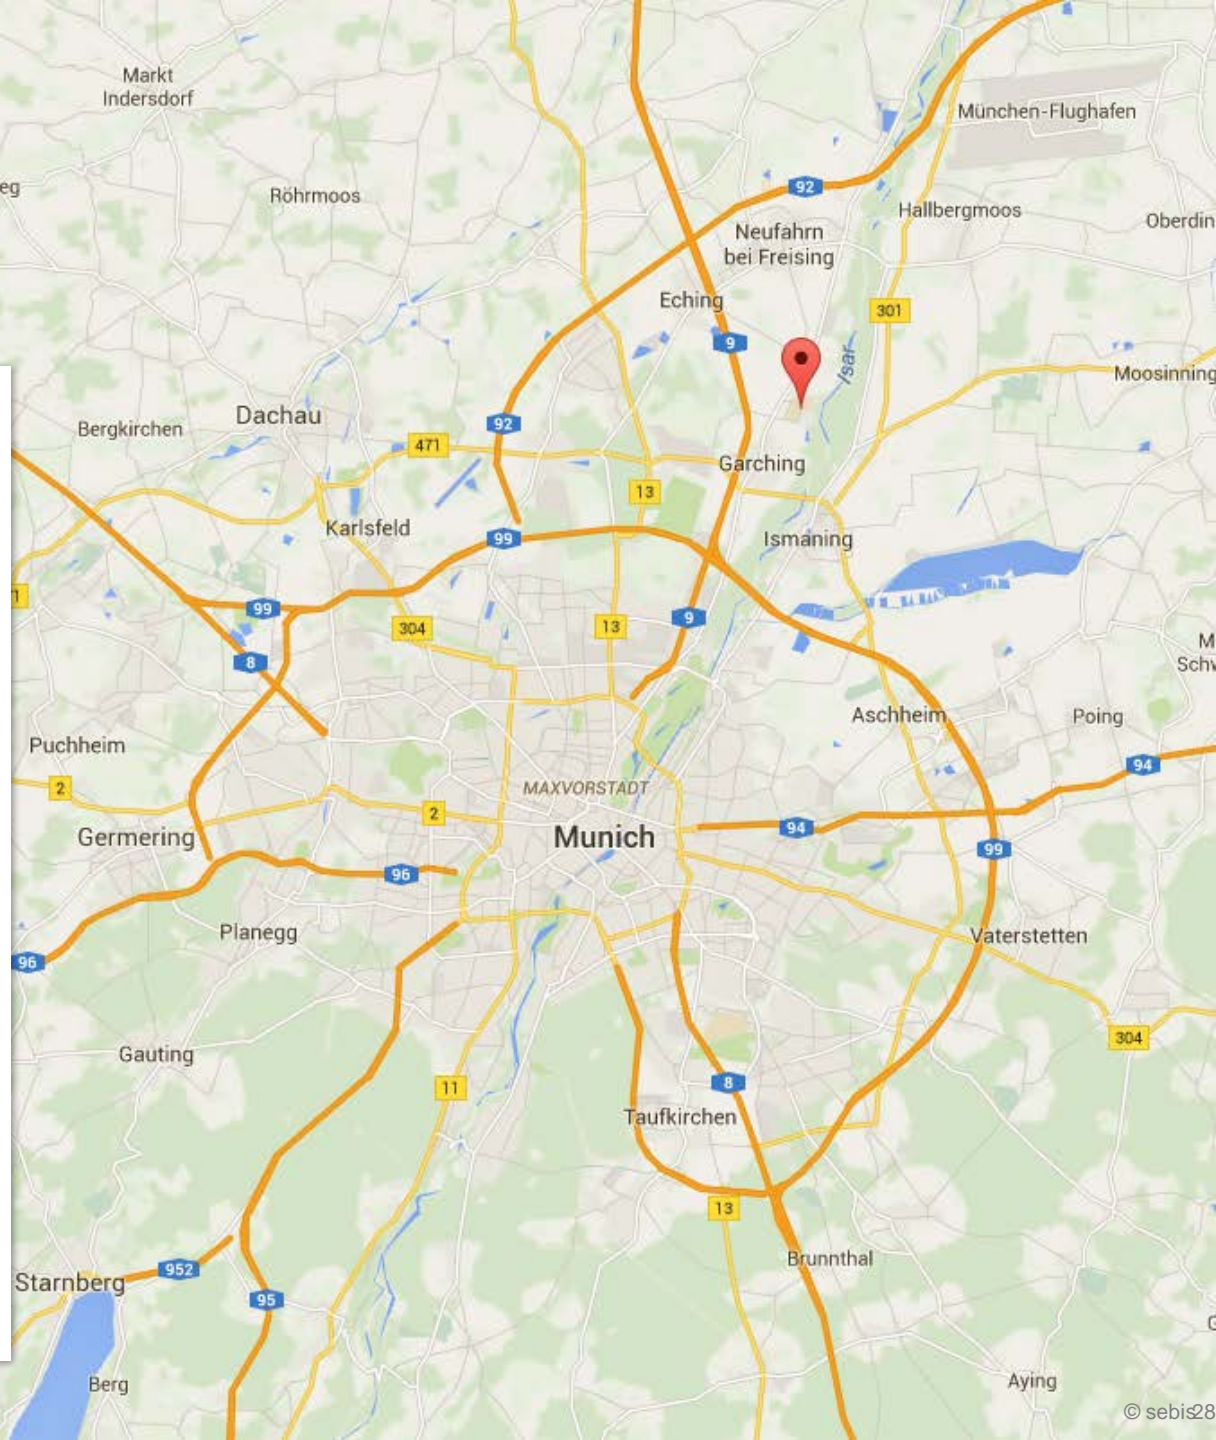 Markt
Indersdorf
München-Flughafen
eg
Röhrmoos
92
Hallbergmoos
Oberdin
Neufahrn
bei Freising
Eching
301
9
Isar
Moosinning
Dachau
Bergkirchen
92
471
Garching
13
Karlsfeld
99
Ismaning
1
99
304
13
9
8
M
Schw
Aschheim
Poing
Puchheim
94
2
MAXVORSTADT
2
Germering
Munich
94
99
96
Planegg
Vaterstetten
96
Gauting
304
11
8
Taufkirchen
13
Brunnthal
952
Starnberg
95
G
Berg
Aying
© sebis28